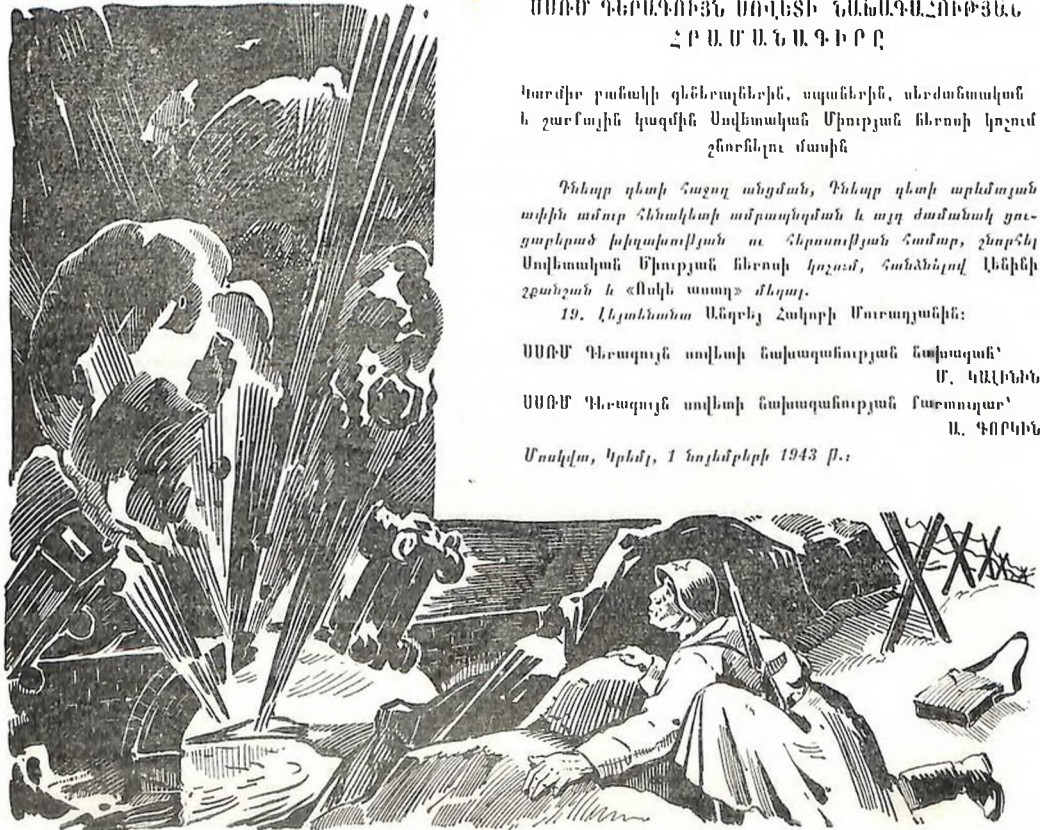 ՍՍՌՄ ԳԵՐԱԳՈՒՅՆ ՍՈՎԵՏԻ ՆԱԽԱԳԱՀՈՒԹՅԱՆ
ՀՐԱՄԱՆԱԳԻՐԸ
Կարմիր բանակի գեներալներին, սպաներին, սերժանտական
և շարքային կազմին Սովետական Միության հերոսի կոչում
շնորհելու մասին
Դնեպր գետի հաջող անցման, Դնեպր գետի արևմտյան
ափին ամուր հենակետի ամրապնդման և այդ ժամանակ ցու-
ցաբերած խիզախության ու հերոսության համար, շնորհել
Սովետական Միության հերոսի կոչում, հանձնելով Լենինի
շքանշան և «Ոսկե աստղ» մեդալ.
19. Լեյտենանտ Անդրեյ Հակոբի Մուրադյանին:
ՍՍՌՄ Գերագույն սովետի նախագահության նախագահ՝
Մ. ԿԱԼԻՆԻՆ
ՍՍՌՄ Գերագույն սովետի նախագահության քարտուղար՝
Ա. ԳՈՐԿԻՆ
Մոսկվա, Կրեմլ, 1 նոյեմբերի 1943 թ.: